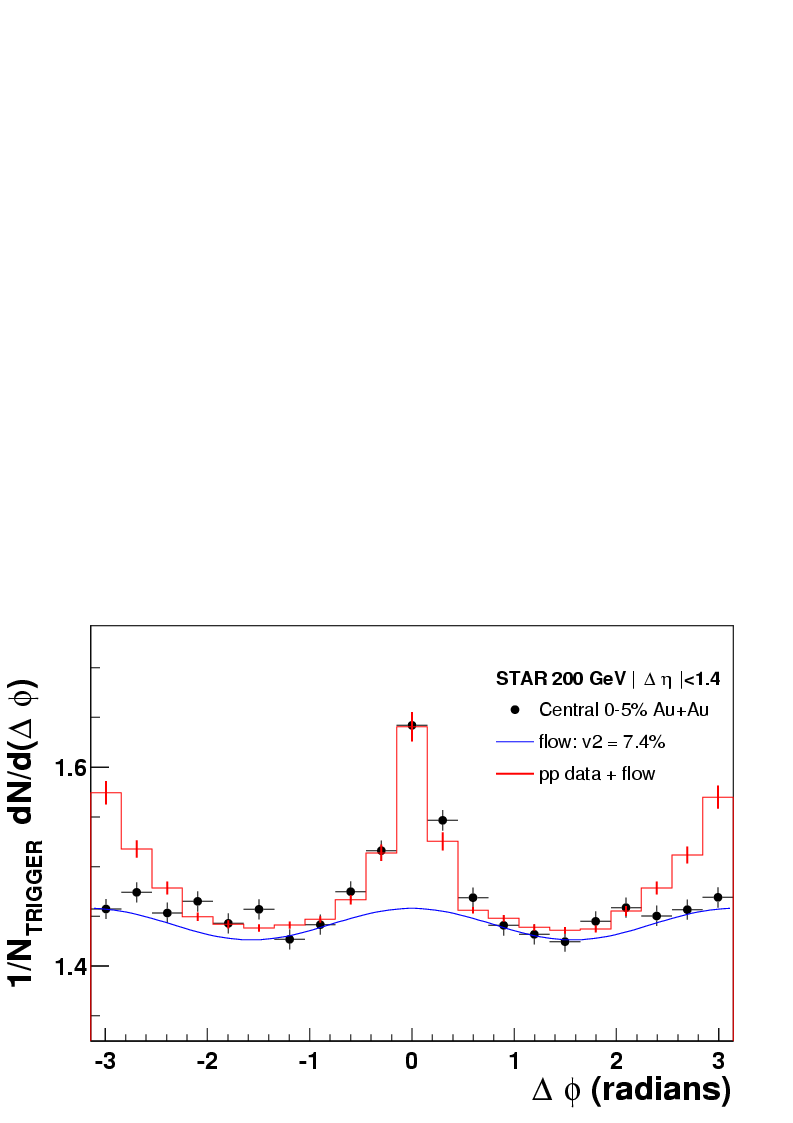 STAR 200 GeV | Δ η |<1.4
Central 0-5% Au+Au
flow: v2 = 7.4%
pp data + flow
1/N_TRIGGER dN/d(Δ φ)
1.6
1.4
-3 -2 -1 0 1 2 3
Δ φ (radians)